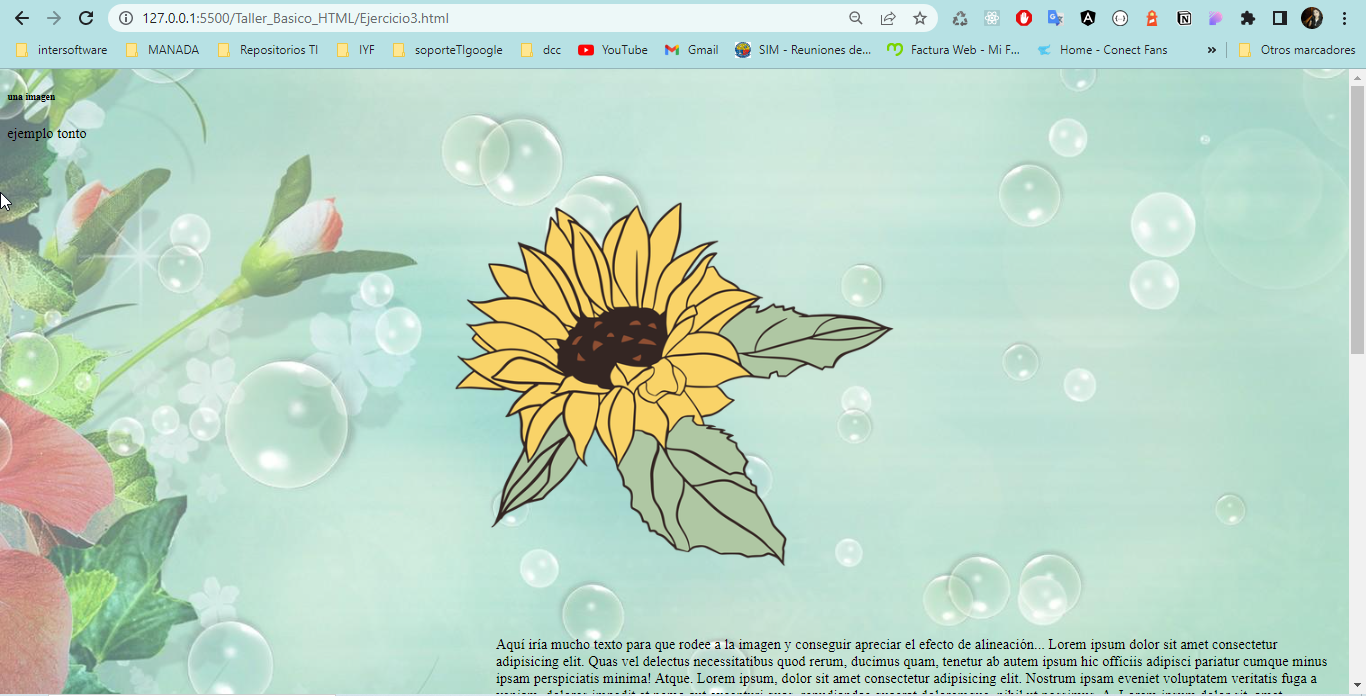 127.0.0.1:5500/Taller_Basico_HTML/Ejercicio3.html
intersoftware MANADA Repositorios TI IYF soporteTIgoogle dcc YouTube Gmail SIM - Reuniones de... Factura Web - Mi F... Home - Conect Fans » Otros marcadores
una imagen
ejemplo tonto
Aquí iría mucho texto para que rodee a la imagen y conseguir apreciar el efecto de alineación... Lorem ipsum dolor sit amet consectetur
adipisicing elit. Quas vel delectus necessitatibus quod rerum, ducimus quam, tenetur ab autem ipsum hic officiis adipisci pariatur cumque minus
ipsam perspiciatis minima! Atque. Lorem ipsum, dolor sit amet consectetur adipisicing elit. Nostrum ipsam eveniet voluptatem veritatis fuga a